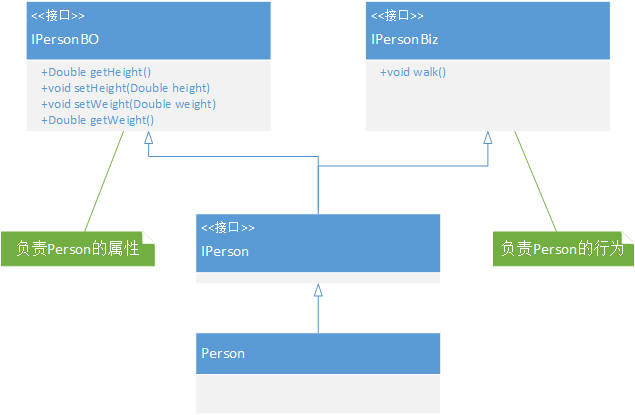 <<接口>>
IPersonBO
+Double getHeight()
+void setHeight(Double height)
+void setWeight(Double weight)
+Double getWeight()
<<接口>>
IPersonBiz
+void walk()
负责Person的属性
<<接口>>
IPerson
负责Person的行为
Person